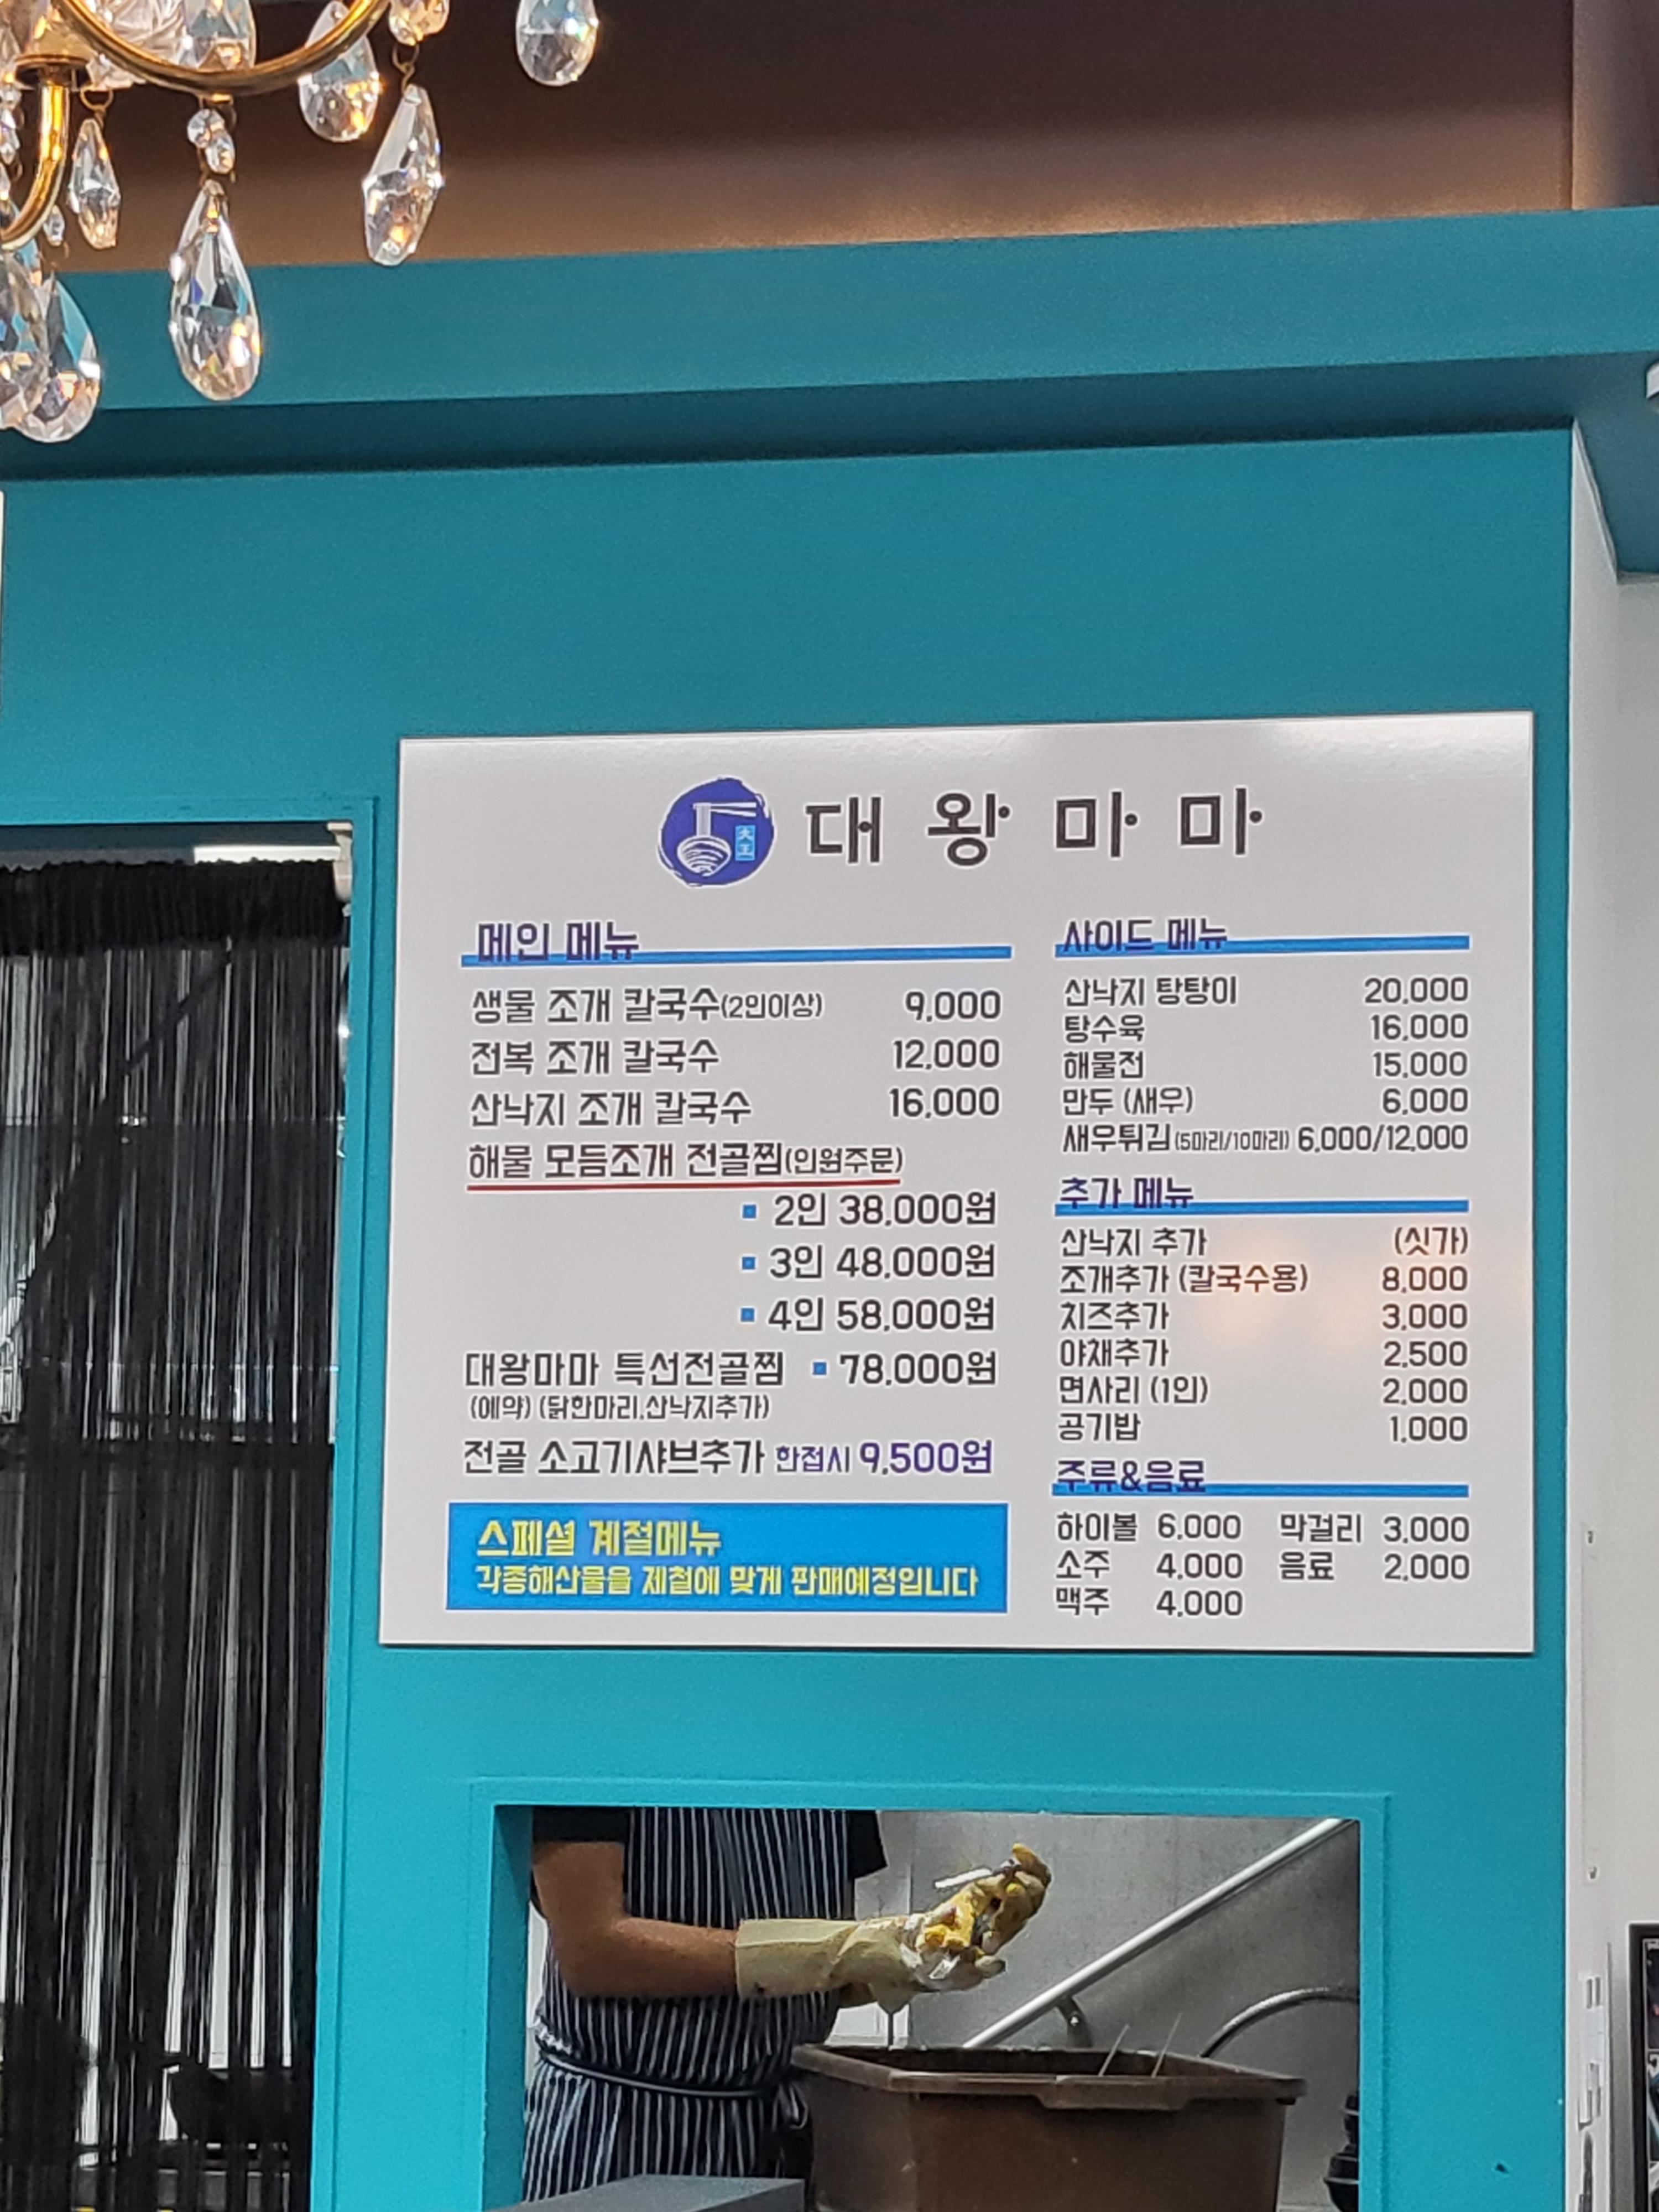 大王
대왕마마
메인 메뉴
생물 조개 칼국수(2인이상) 9,000
전복 조개 칼국수 12,000
산낙지 조개 칼국수 16,000
해물 모듬조개 전골찜(인원주문)
2인 38,000원
3인 48,000원
4인 58,000원
대왕마마 특선전골찜 78,000원
(예약) (닭한마리,산낙지추가)
전골 소고기샤브추가 한접시 9,500원
스페셜 계절메뉴
각종해산물을 제철에 맞게 판매예정입니다
사이드 메뉴
산낙지 탕탕이 20,000
탕수육 16,000
해물전 15,000
만두 (새우) 6,000
새우튀김(5마리/10마리) 6,000/12,000
추가 메뉴
산낙지 추가 (싯가)
조개추가 (칼국수용) 8,000
치즈추가 3,000
야채추가 2,500
면사리 (1인) 2,000
공기밥 1,000
주류&음료
하이볼 6,000 막걸리 3,000
소주 4,000 음료 2,000
맥주 4,000